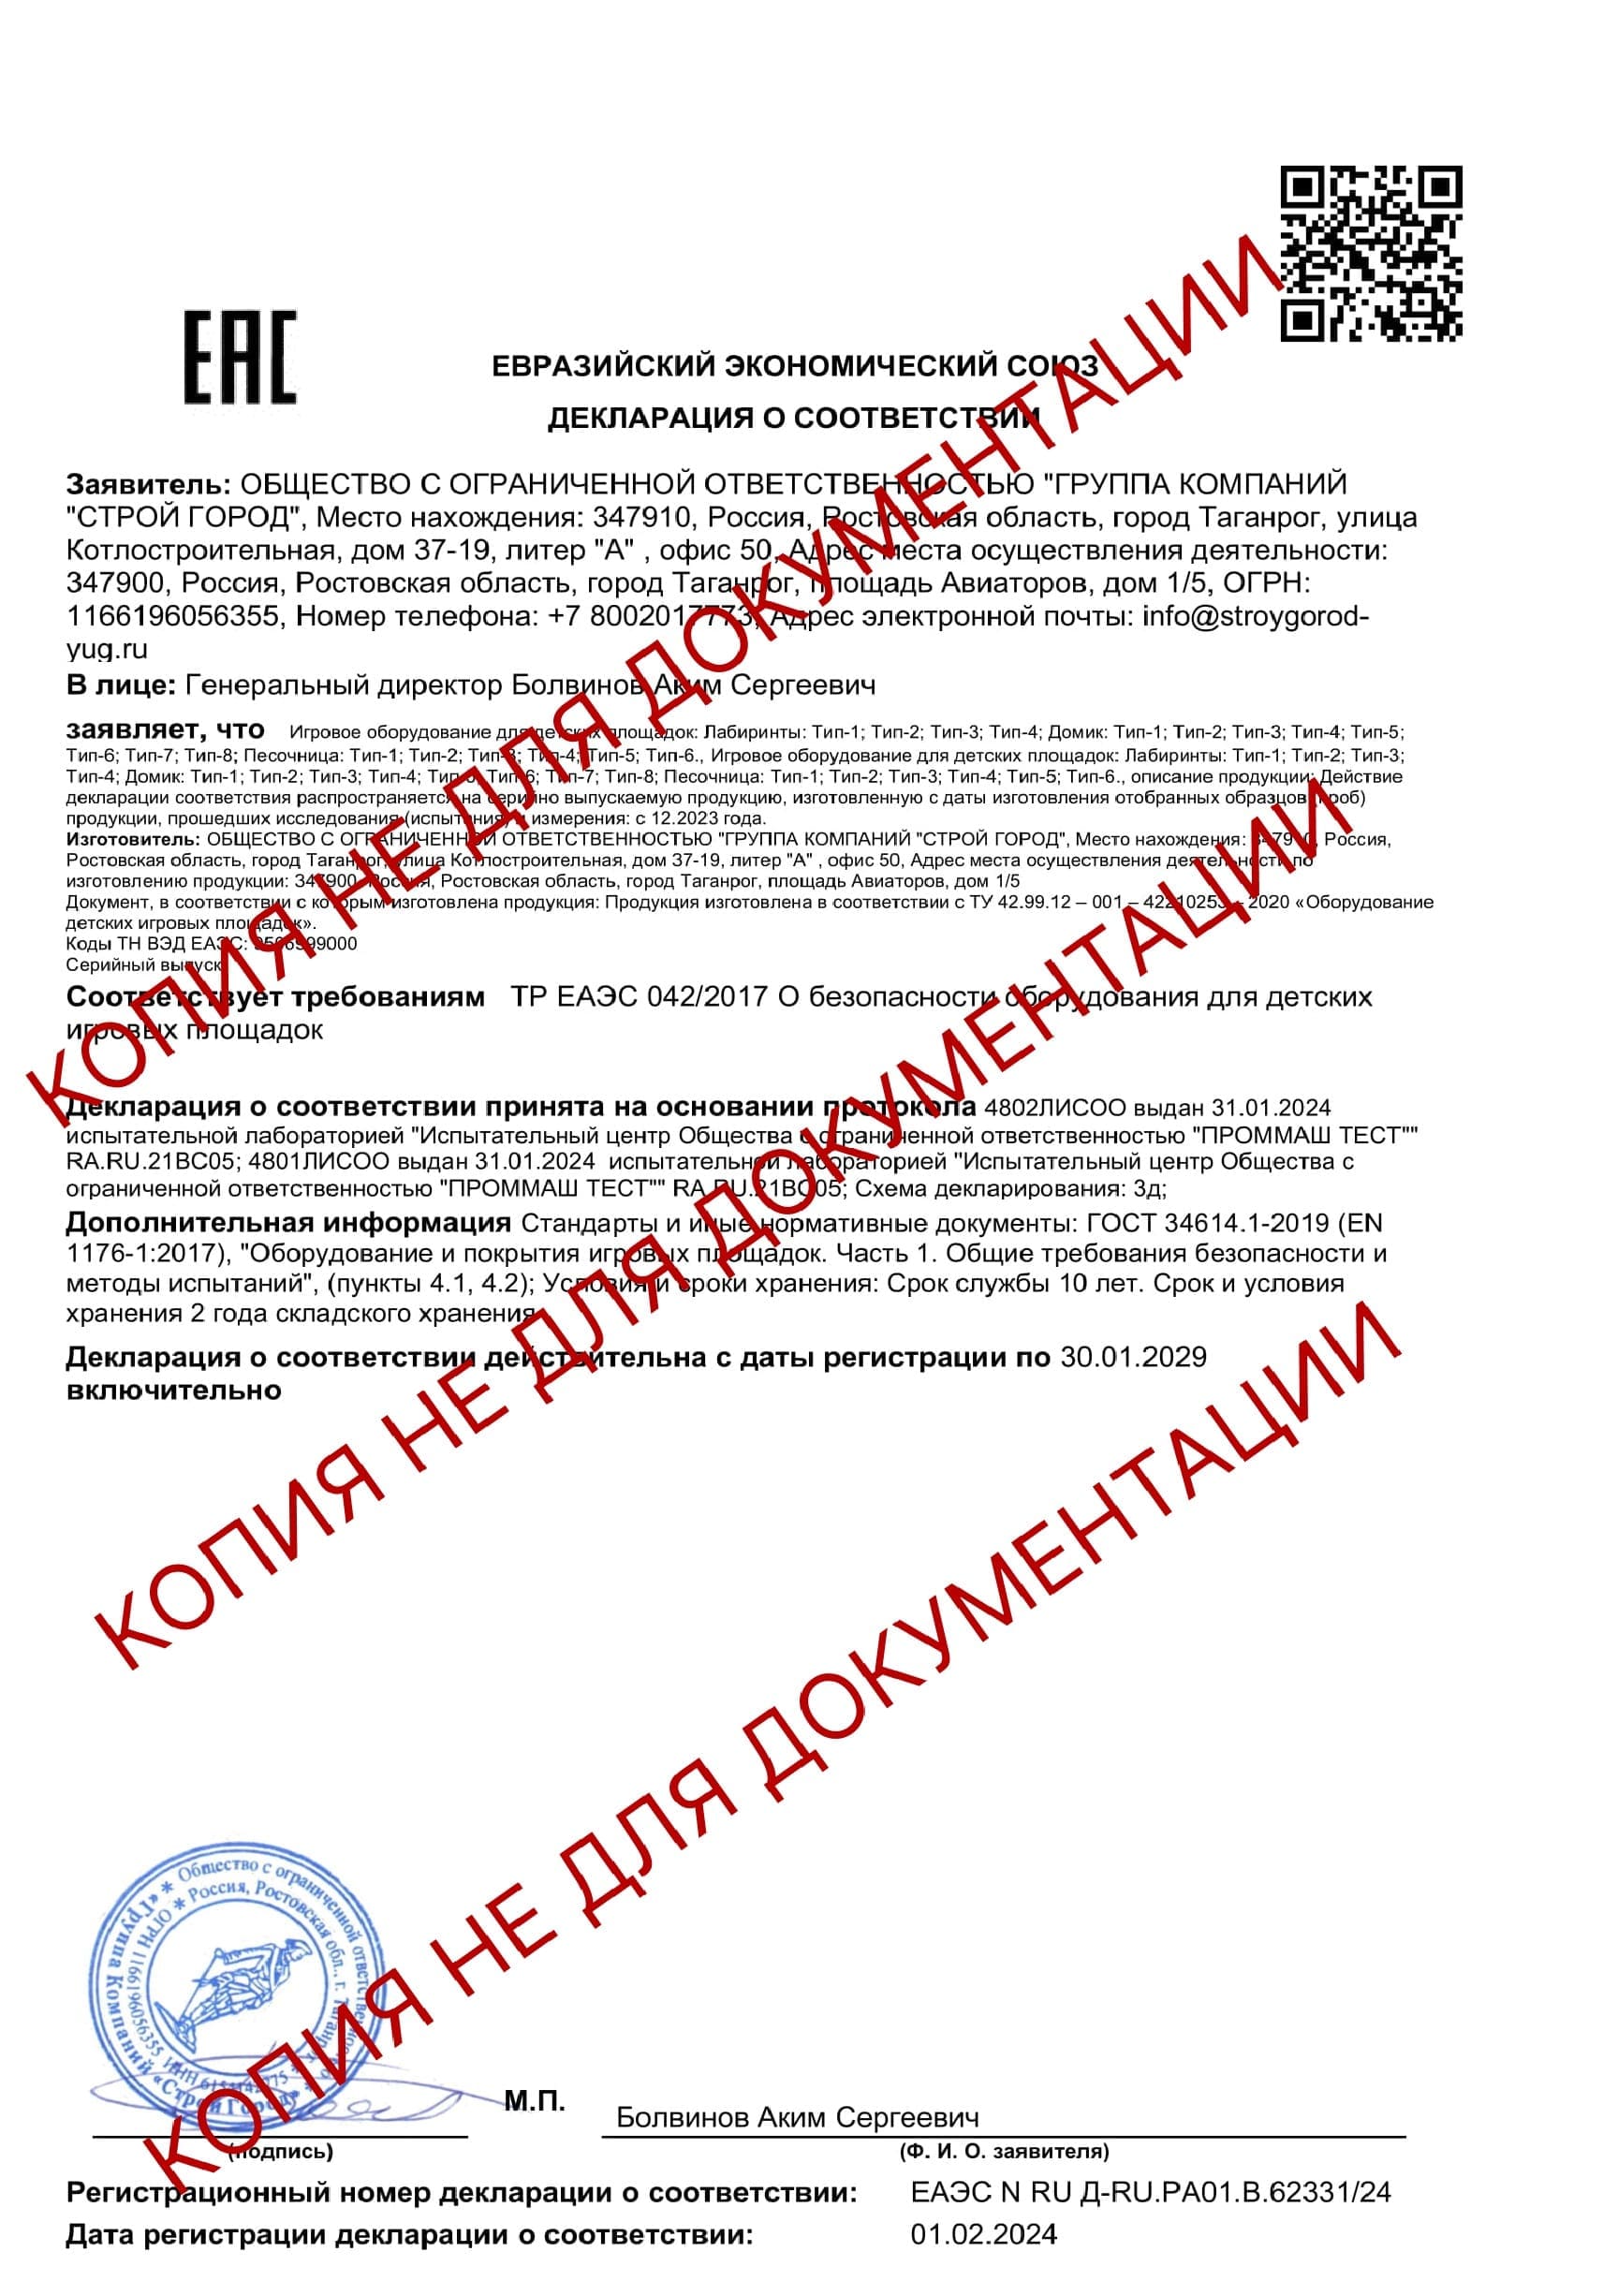 ЕАС
ЕВРАЗИЙСКИЙ ЭКОНОМИЧЕСКИЙ СОЮЗ
ДЕКЛАРАЦИЯ О СООТВЕТСТВИИ
Заявитель: ОБЩЕСТВО С ОГРАНИЧЕННОЙ ОТВЕТСТВЕННОСТЬЮ "ГРУППА КОМПАНИЙ
"СТРОЙ ГОРОД", Место нахождения: 347910, Россия, Ростовская область, город Таганрог, улица
Котлостроительная, дом 37-19, литер "А" , офис 50, Адрес места осуществления деятельности:
347900, Россия, Ростовская область, город Таганрог, площадь Авиаторов, дом 1/5, ОГРН:
1166196056355, Номер телефона: +7 8002017773, Адрес электронной почты: info@stroygorod-
yug.ru
В лице: Генеральный директор Болвинов Аким Сергеевич
заявляет, что Игровое оборудование для детских площадок: Лабиринты: Тип-1; Тип-2; Тип-3; Тип-4; Домик: Тип-1; Тип-2; Тип-3; Тип-4; Тип-5;
Тип-6; Тип-7; Тип-8; Песочница: Тип-1; Тип-2; Тип-3; Тип-4; Тип-5; Тип-6., Игровое оборудование для детских площадок: Лабиринты: Тип-1; Тип-2; Тип-3;
Тип-4; Домик: Тип-1; Тип-2; Тип-3; Тип-4; Тип-5; Тип-6; Тип-7; Тип-8; Песочница: Тип-1; Тип-2; Тип-3; Тип-4; Тип-5; Тип-6., описание продукции: Действие
декларации соответствия распространяется на серийно выпускаемую продукцию, изготовленную с даты изготовления отобранных образцов (проб)
продукции, прошедших исследования (испытания) и измерения: с 12.2023 года.
Изготовитель: ОБЩЕСТВО С ОГРАНИЧЕННОЙ ОТВЕТСТВЕННОСТЬЮ "ГРУППА КОМПАНИЙ "СТРОЙ ГОРОД", Место нахождения: 347910, Россия,
Ростовская область, город Таганрог, улица Котлостроительная, дом 37-19, литер "А" , офис 50, Адрес места осуществления деятельности по
изготовлению продукции: 347900, Россия, Ростовская область, город Таганрог, площадь Авиаторов, дом 1/5
Документ, в соответствии с которым изготовлена продукция: Продукция изготовлена в соответствии с ТУ 42.99.12 – 001 – – 2020 «Оборудование
детских игровых площадок».
Коды ТН ВЭД ЕАЭС: 9506999000
Серийный выпуск
Соответствует требованиям ТР ЕАЭС 042/2017 О безопасности оборудования для детских
игровых площадок
Декларация о соответствии принята на основании протокола 4802ЛИСОО выдан 31.01.2024
испытательной лабораторией "Испытательный центр Общества с ограниченной ответственностью "ПРОММАШ ТЕСТ""
RA.RU.21ВС05; 4801ЛИСОО выдан 31.01.2024 испытательной лабораторией "Испытательный центр Общества с
ограниченной ответственностью "ПРОММАШ ТЕСТ"" RA.RU.21ВС05; Схема декларирования: 3д;
Дополнительная информация Стандарты и иные нормативные документы: ГОСТ 34614.1-2019 (EN
1176-1:2017), "Оборудование и покрытия игровых площадок. Часть 1. Общие требования безопасности и
методы испытаний", (пункты 4.1, 4.2); Условия и сроки хранения: Срок службы 10 лет. Срок и условия
хранения 2 года складского хранения
Декларация о соответствии действительна с даты регистрации по 30.01.2029
включительно
КОПИЯ НЕ ДЛЯ ДОКУМЕНТАЦИИ
КОПИЯ НЕ ДЛЯ ДОКУМЕНТАЦИИ
КОПИЯ НЕ ДЛЯ ДОКУМЕНТАЦИИ
Общество с ограниченной ответственностью * «Группа Компаний «Строй Город» *
Россия, Ростовская обл., г. Таганрог * ОГРН 1166196056355 ИНН
М.П.
Болвинов Аким Сергеевич
(подпись)
(Ф. И. О. заявителя)
Регистрационный номер декларации о соответствии: ЕАЭС N RU Д-RU.РА01.В.62331/24
Дата регистрации декларации о соответствии: 01.02.2024